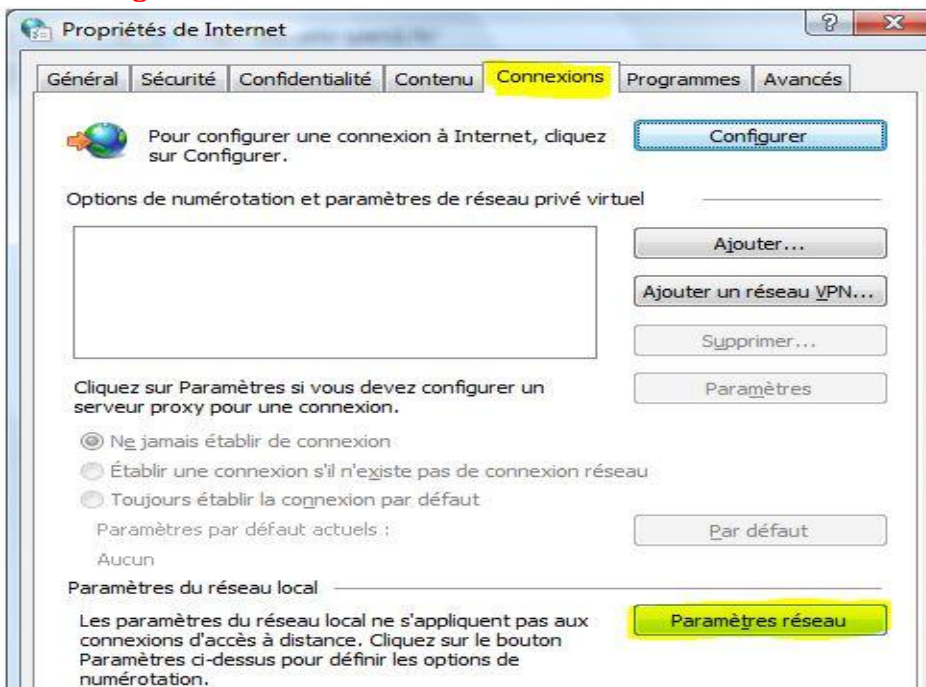 Propriétés de Internet
Général Sécurité Confidentialité Contenu Connexions Programmes Avancés
Pour configurer une connexion à Internet, cliquez
sur Configurer.
Configurer
Options de numérotation et paramètres de réseau privé virtuel
Ajouter...
Ajouter un réseau VPN...
Supprimer...
Cliquez sur Paramètres si vous devez configurer un
serveur proxy pour une connexion.
Paramètres
Ne jamais établir de connexion
Établir une connexion s'il n'existe pas de connexion réseau
Toujours établir la connexion par défaut
Paramètres par défaut actuels :
Par défaut
Aucun
Paramètres du réseau local
Les paramètres du réseau local ne s'appliquent pas aux
connexions d'accès à distance. Cliquez sur le bouton
Paramètres ci-dessus pour définir les options de
numérotation.
Paramètres réseau